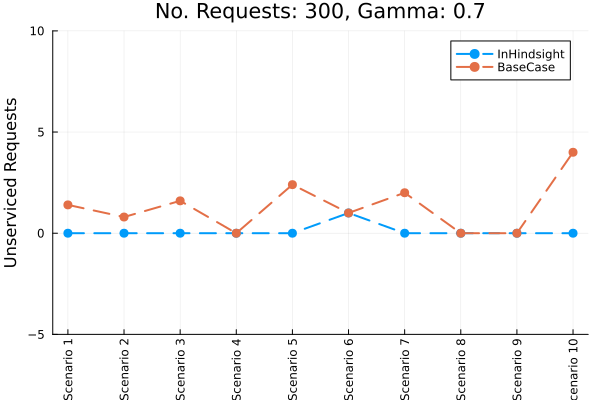 No. Requests: 300, Gamma: 0.7
10
InHindsight
BaseCase
5
0
−5
Unserviced Requests
Scenario 1
Scenario 2
Scenario 3
Scenario 4
Scenario 5
Scenario 6
Scenario 7
Scenario 8
Scenario 9
cenario 10